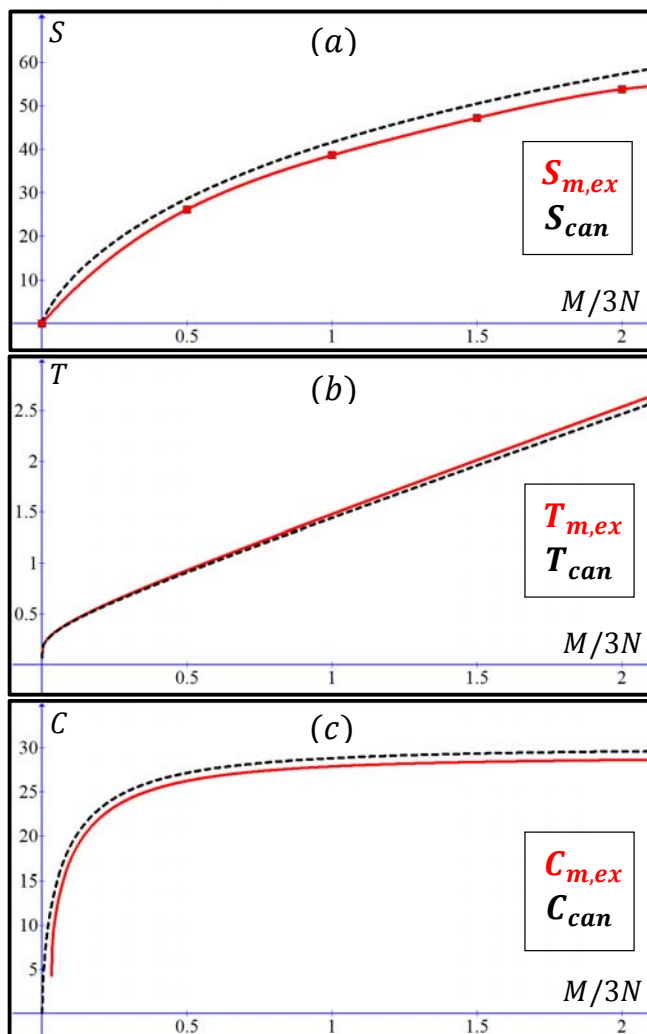 S
(a)
60
50
40
30
20
10
S_{m,ex}
S_{can}
M/3N
0.5 1 1.5 2
T
(b)
2.5
2
1.5
1
0.5
T_{m,ex}
T_{can}
M/3N
0.5 1 1.5 2
C
(c)
30
25
20
15
10
5
C_{m,ex}
C_{can}
M/3N
0.5 1 1.5 2